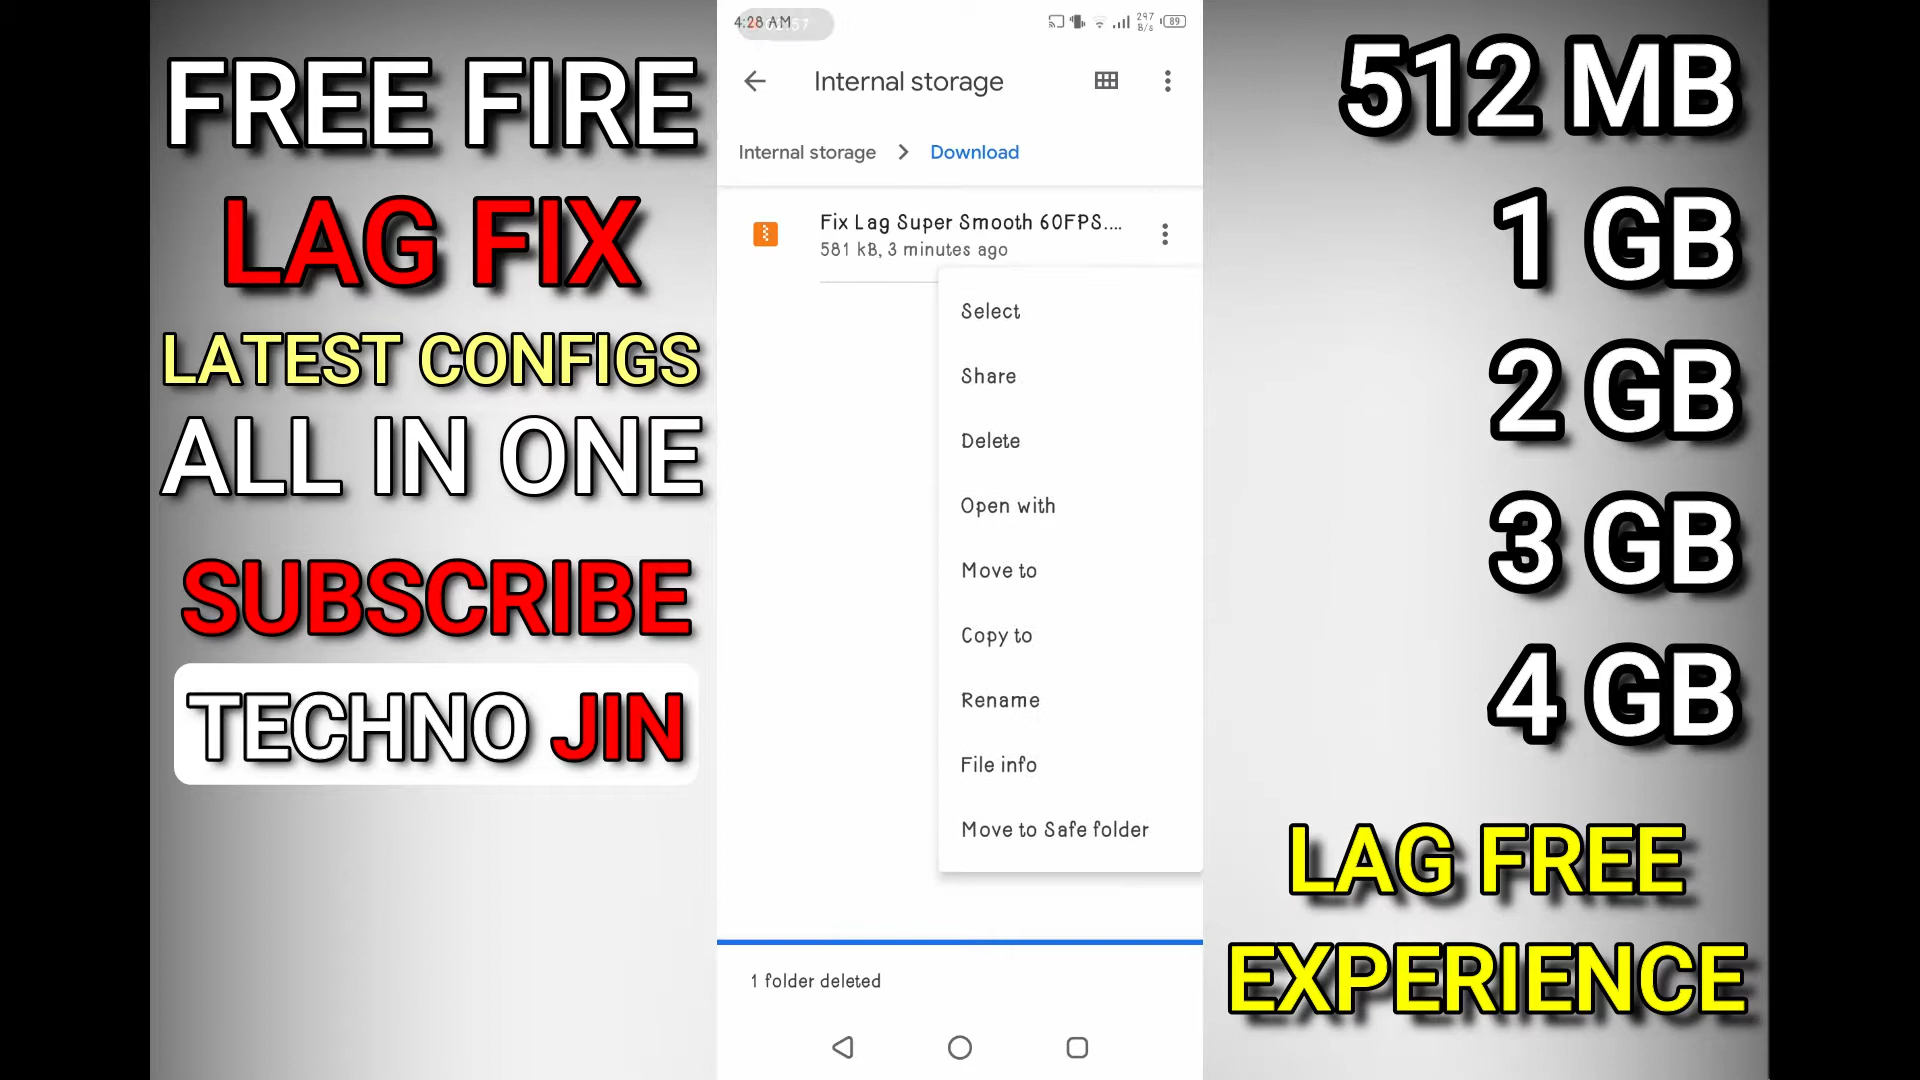 FREE FIRE
LAG FIX
LATEST CONFIGS
ALL IN ONE
SUBSCRIBE
TECHNO JIN
4:28 AM
297
B/s
89
Internal storage
Internal storage > Download
Fix Lag Super Smooth 60FPS....
581 kB, 3 minutes ago
Select
Share
Delete
Open with
Move to
Copy to
Rename
File info
Move to Safe folder
1 folder deleted
512 MB
1 GB
2 GB
3 GB
4 GB
LAG FREE
EXPERIENCE